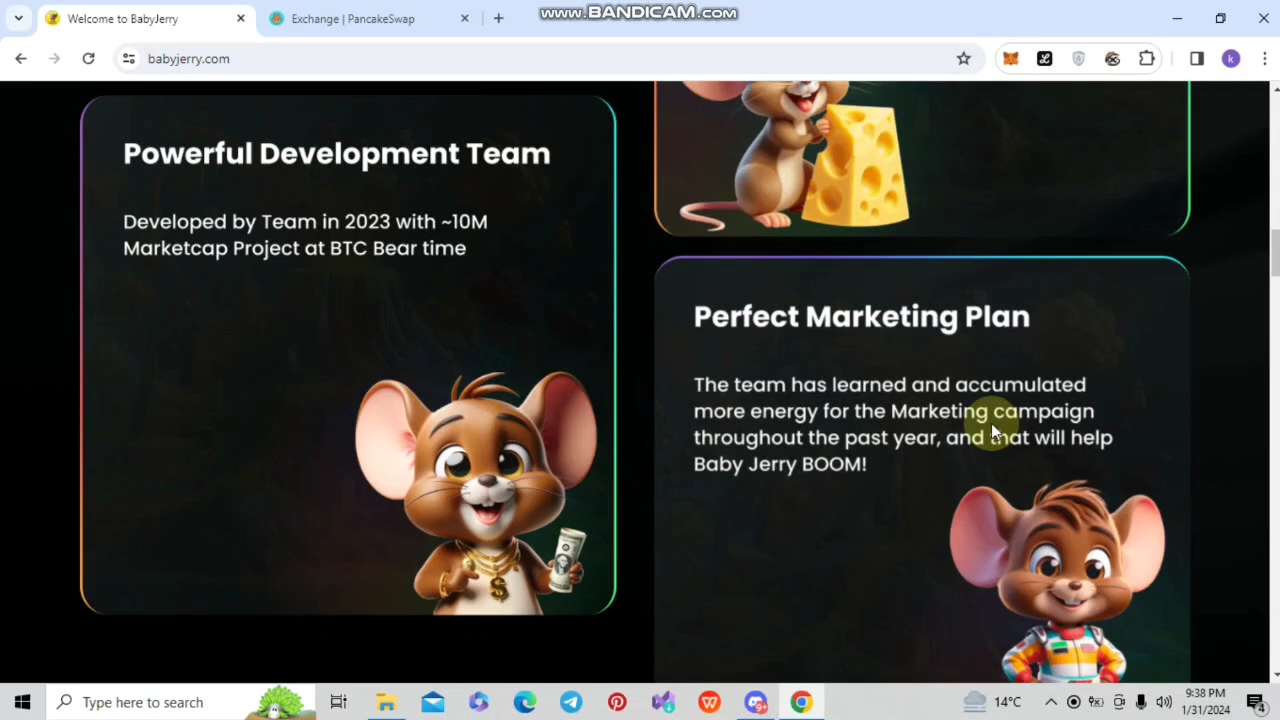 www.BANDICAM.com
Welcome to BabyJerry
Exchange | PancakeSwap
babyjerry.com
k
Powerful Development Team
Developed by Team in 2023 with ~10M
Marketcap Project at BTC Bear time
Perfect Marketing Plan
The team has learned and accumulated
more energy for the Marketing campaign
throughout the past year, and that will help
Baby Jerry BOOM!
Type here to search
9+
14°C
9:38 PM
1/31/2024
4